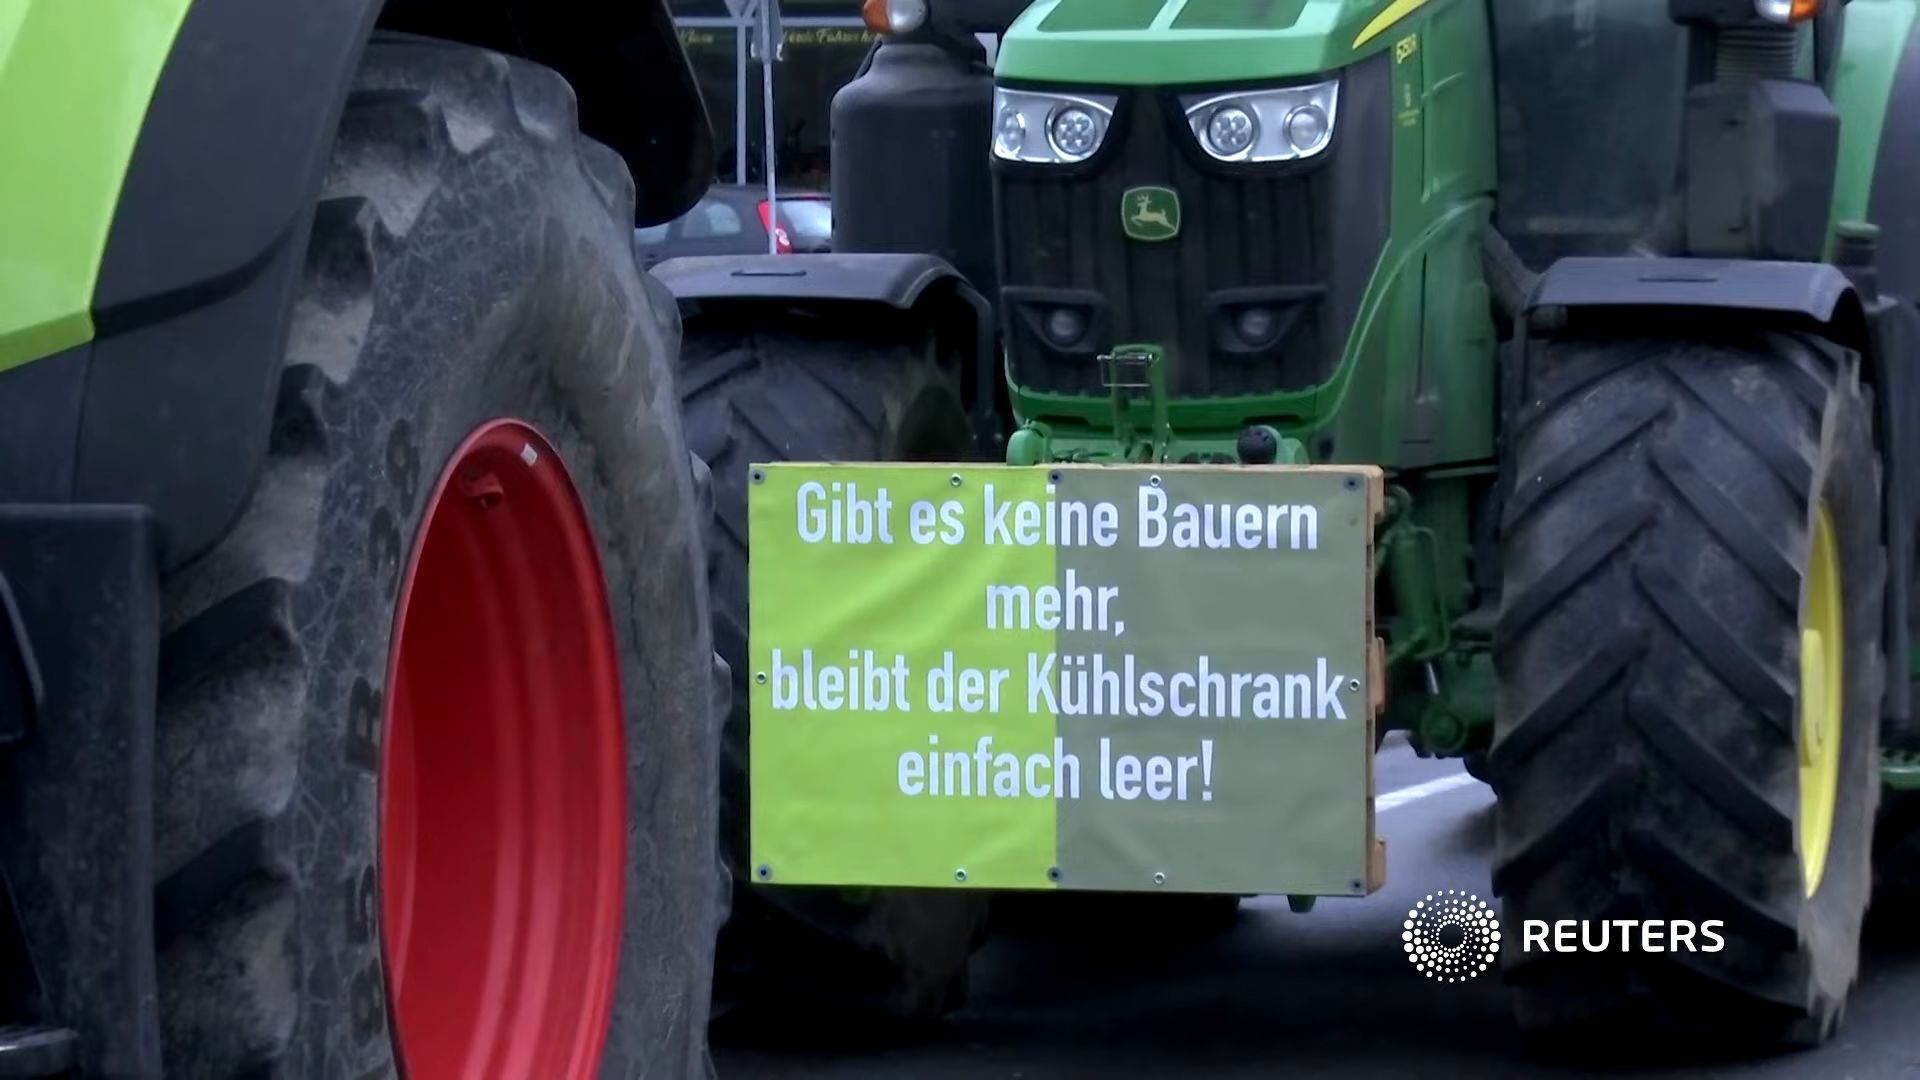 Gibt es keine Bauern
mehr,
bleibt der Kühlschrank
einfach leer!
REUTERS